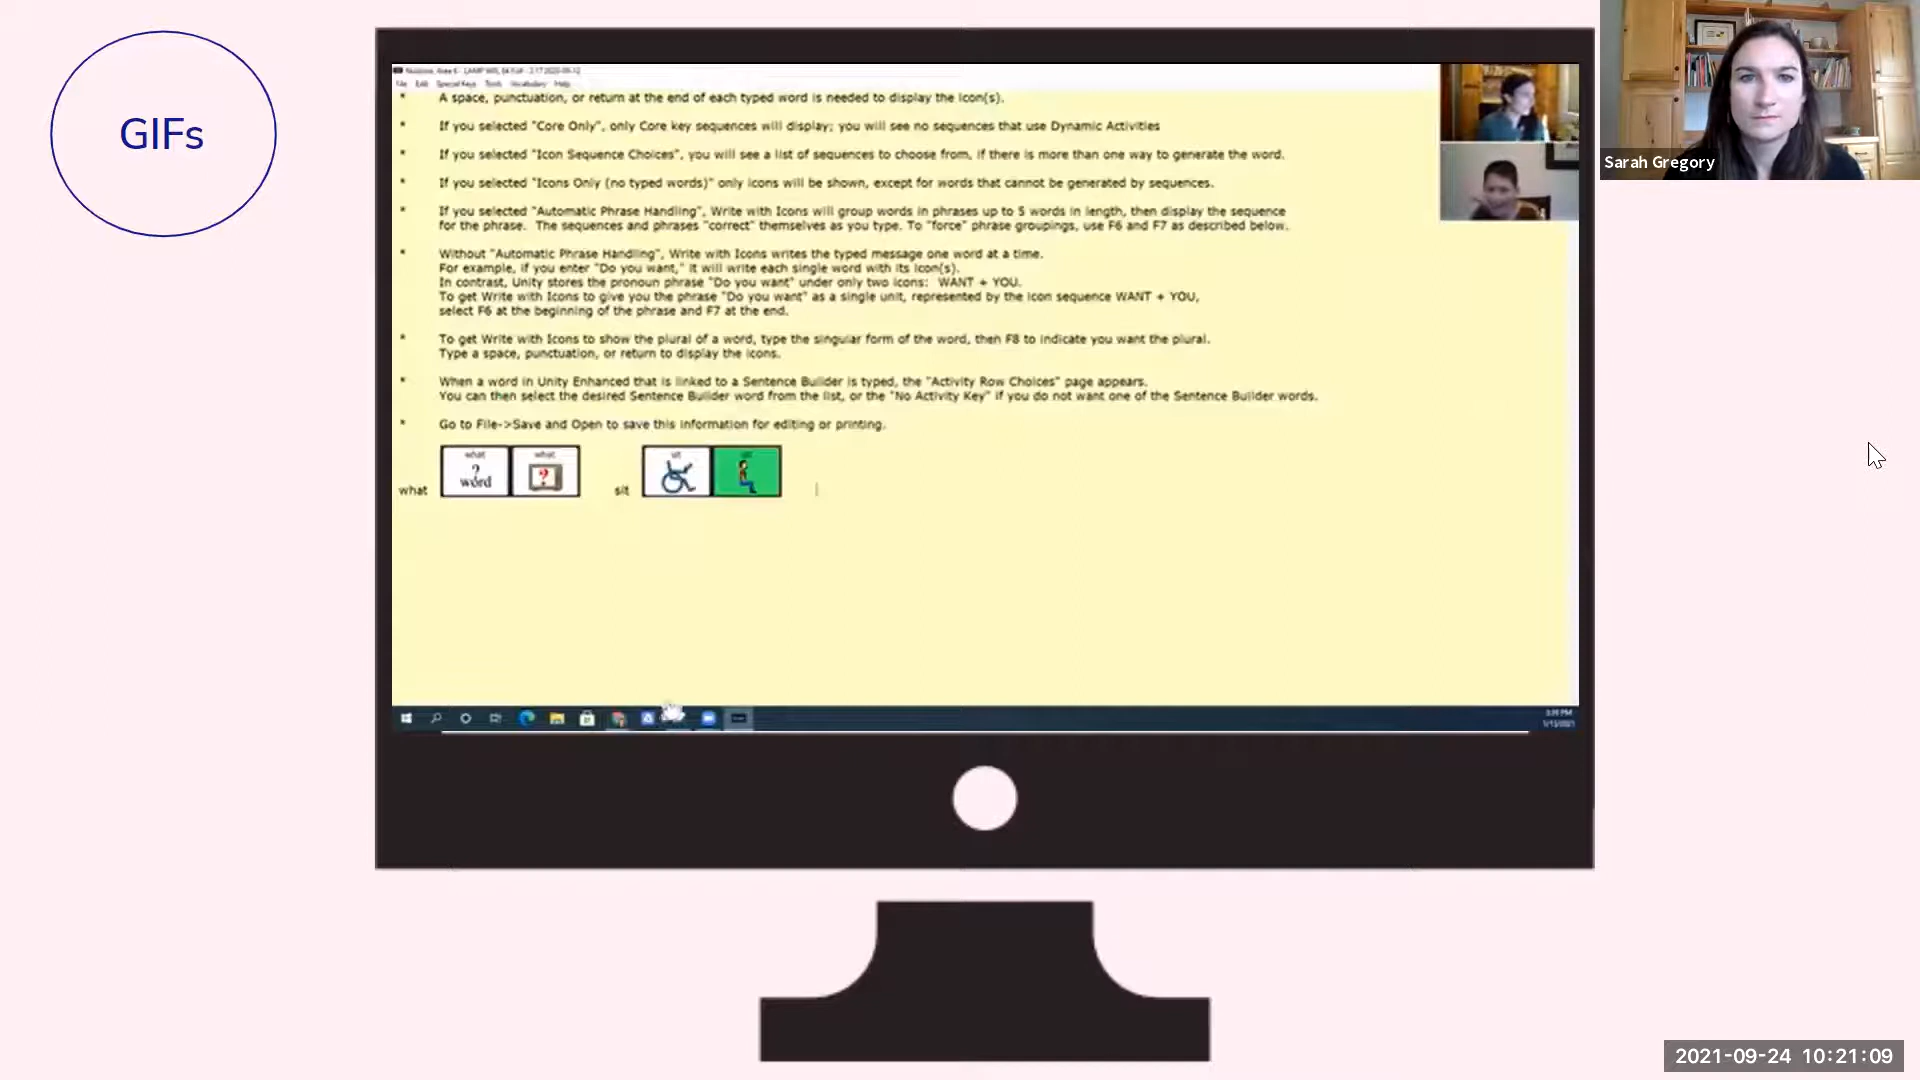 GIFs
File Edit Special Keys Tools Vocabulary Help
* A space, punctuation, or return at the end of each typed word is needed to display the icon(s).
* If you selected "Core Only", only Core key sequences will display; you will see no sequences that use Dynamic Activities
* If you selected "Icon Sequence Choices", you will see a list of sequences to choose from, if there is more than one way to generate the word.
* If you selected "Icons Only (no typed words)" only icons will be shown, except for words that cannot be generated by sequences.
* If you selected "Automatic Phrase Handling", Write with Icons will group words in phrases up to 5 words in length, then display the sequence
for the phrase. The sequences and phrases "correct" themselves as you type. To "force" phrase groupings, use F6 and F7 as described below.
* Without "Automatic Phrase Handling", Write with Icons writes the typed message one word at a time.
For example, if you enter "Do you want," it will write each single word with its icon(s).
In contrast, Unity stores the pronoun phrase "Do you want" under only two icons: WANT + YOU.
To get Write with Icons to give you the phrase "Do you want" as a single unit, represented by the icon sequence WANT + YOU,
select F6 at the beginning of the phrase and F7 at the end.
* To get Write with Icons to show the plural of a word, type the singular form of the word, then F8 to indicate you want the plural.
Type a space, punctuation, or return to display the icons.
* When a word in Unity Enhanced that is linked to a Sentence Builder is typed, the "Activity Row Choices" page appears.
You can then select the desired Sentence Builder word from the list, or the "No Activity Key" if you do not want one of the Sentence Builder words.
* Go to File->Save and Open to save this information for editing or printing.
what what sit sit
? ?
word
what sit
Sarah Gregory
2021-09-24 10:21:09